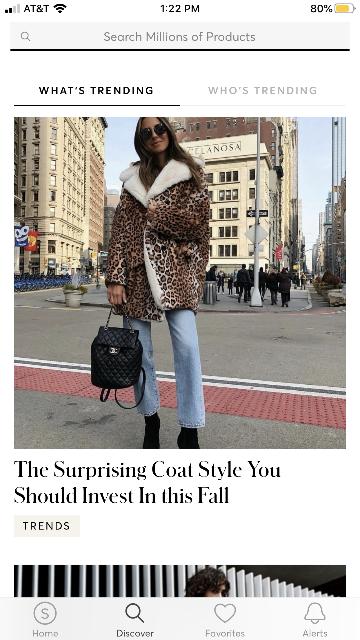 AT&T
1:22 PM
80%
Search Millions of Products
WHAT'S TRENDING
WHO'S TRENDING
The Surprising Coat Style You
Should Invest In this Fall
TRENDS
S
Home
Discover
Favorites
Alerts